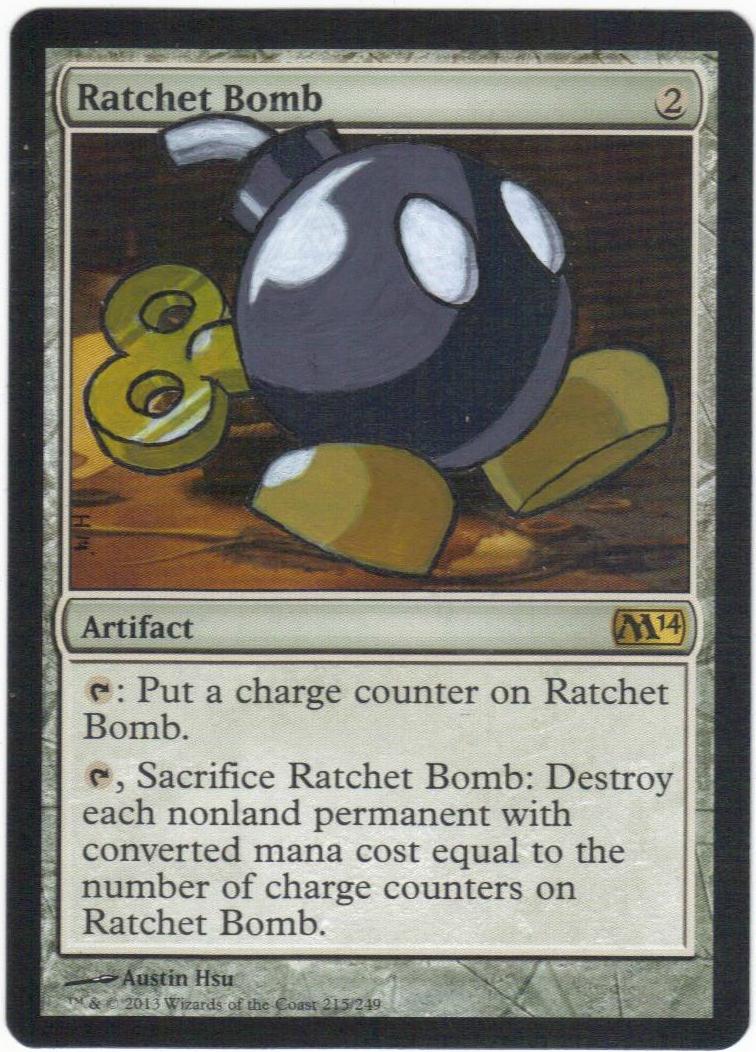 Ratchet Bomb 2
H '14
Artifact M14
: Put a charge counter on Ratchet
Bomb.
, Sacrifice Ratchet Bomb: Destroy
each nonland permanent with
converted mana cost equal to the
number of charge counters on
Ratchet Bomb.
Austin Hsu
™ & © 2013 Wizards of the Coast 215/249